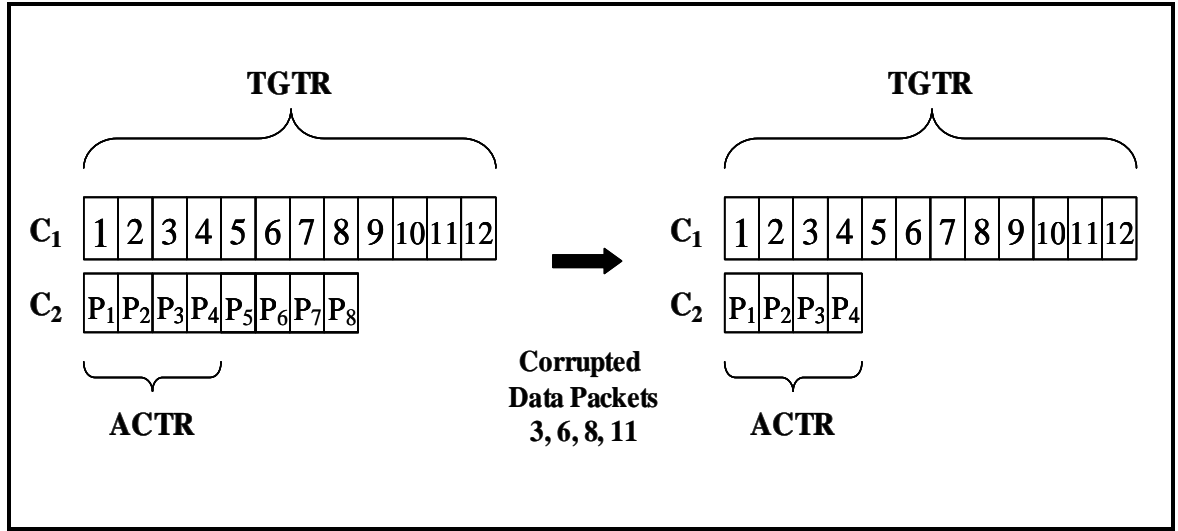 TGTR
C1 1 2 3 4 5 6 7 8 9 10 11 12
C2 P1 P2 P3 P4 P5 P6 P7 P8
ACTR
Corrupted
Data Packets
3, 6, 8, 11
TGTR
C1 1 2 3 4 5 6 7 8 9 10 11 12
C2 P1 P2 P3 P4
ACTR